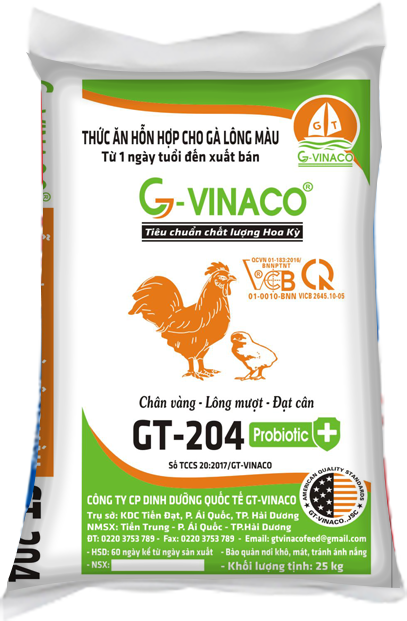 G T
G-VINACO
THỨC ĂN HỖN HỢP CHO GÀ LÔNG MÀU
Từ 1 ngày tuổi đến xuất bán
G-VINACO®
Tiêu chuẩn chất lượng Hoa Kỳ
QCVN 01-183:2016/
BNNPTNT
VICB
01-0010-BNN VICB 2645.10-05
Chân vàng - Lông mượt - Đạt cân
GT-204 Probiotic +
Số TCCS 20:2017/GT-VINACO
AMERICAN QUALITY STANDARDS
GT-VINACO.,JSC
CÔNG TY CP DINH DƯỠNG QUỐC TẾ GT-VINACO
Trụ sở: KDC Tiền Đạt, P. Ái Quốc, TP. Hải Dương
NMSX: Tiền Trung - P. Ái Quốc - TP.Hải Dương
ĐT: 0220 3753 789 - Fax: 0220 3753 789 - Email: gtvinacofeed@gmail.com
- HSD: 60 ngày kể từ ngày sản xuất - Bảo quản nơi khô, mát, tránh ánh nắng
- NSX: - Khối lượng tịnh: 25 kg
GT 204